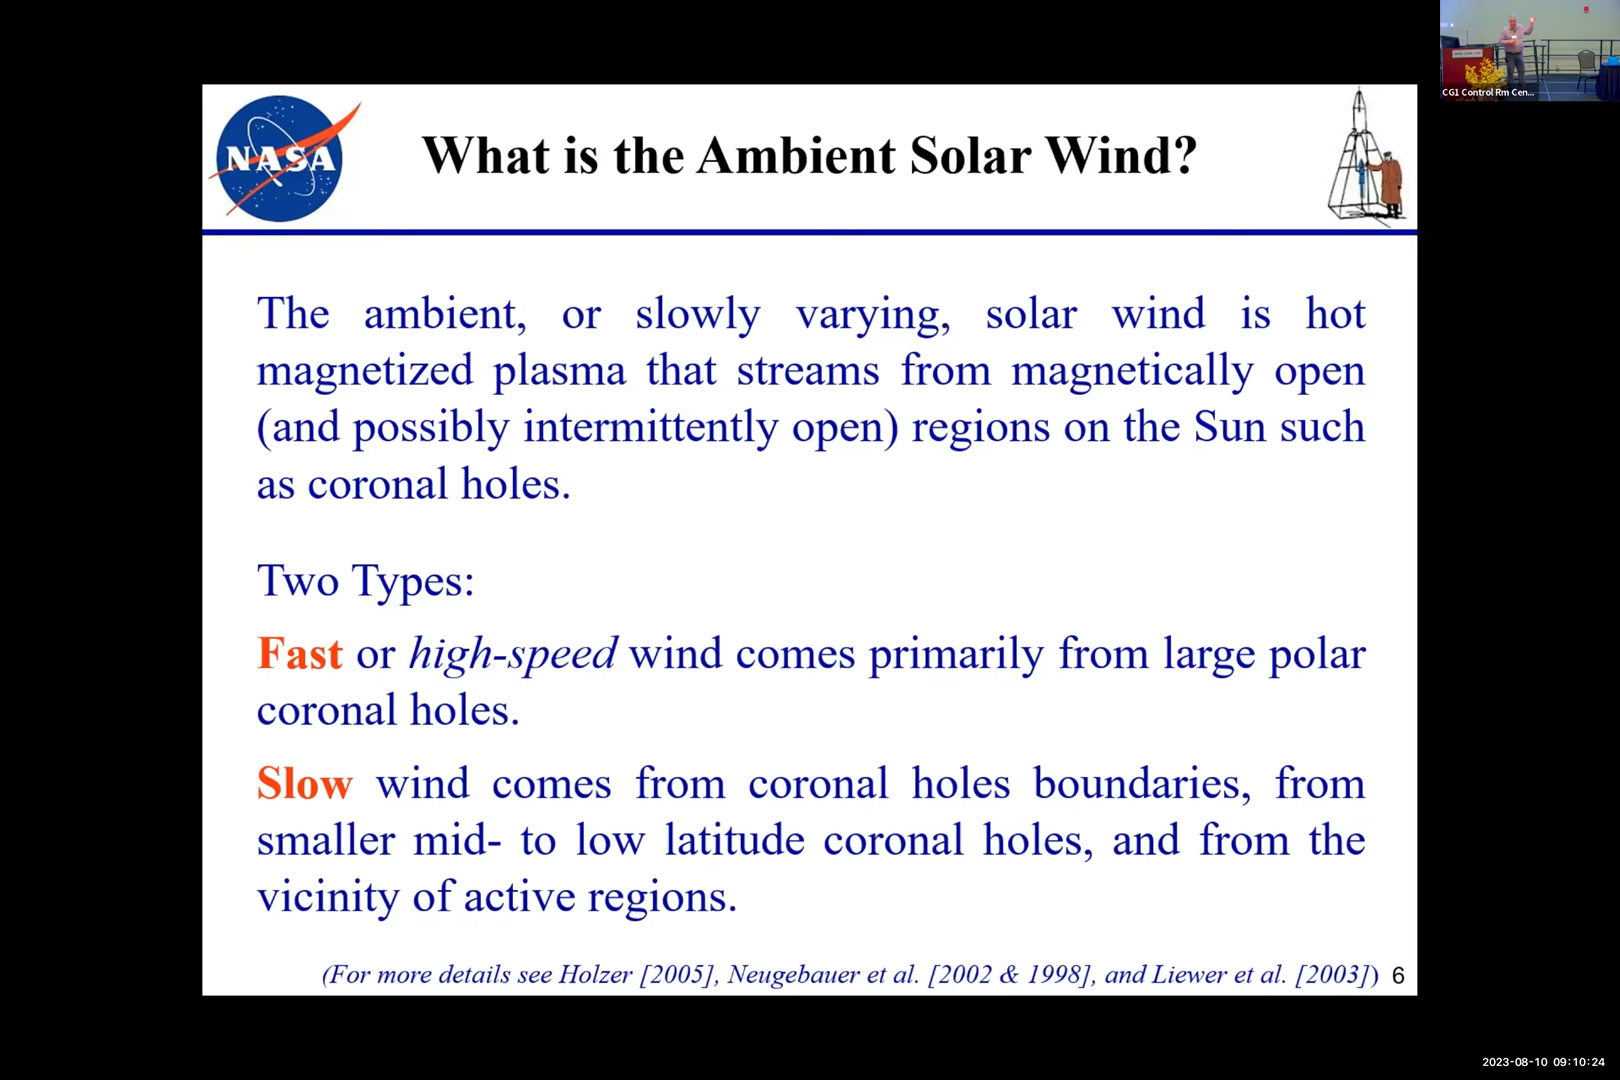 CG1 Control Rm Cen...
NASA
What is the Ambient Solar Wind?
The ambient, or slowly varying, solar wind is hot
magnetized plasma that streams from magnetically open
(and possibly intermittently open) regions on the Sun such
as coronal holes.
Two Types:
Fast or high-speed wind comes primarily from large polar
coronal holes.
Slow wind comes from coronal holes boundaries, from
smaller mid- to low latitude coronal holes, and from the
vicinity of active regions.
(For more details see Holzer [2005], Neugebauer et al. [2002 & 1998], and Liewer et al. [2003]) 6
2023-08-10 09:10:24